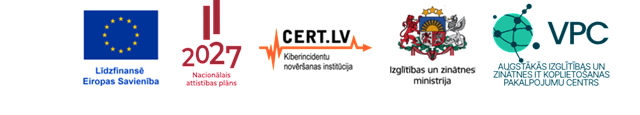 Līdzfinansē
Eiropas Savienība
2027
Nacionālais
attīstības plāns
CERT.LV
Kiberincidentu
novēršanas institūcija
Izglītības un zinātnes
ministrija
VPC
AUGSTĀKĀS IZGLĪTĪBAS UN
ZINĀTNES IT KOPLIETOŠANAS
PAKALPOJUMU CENTRS